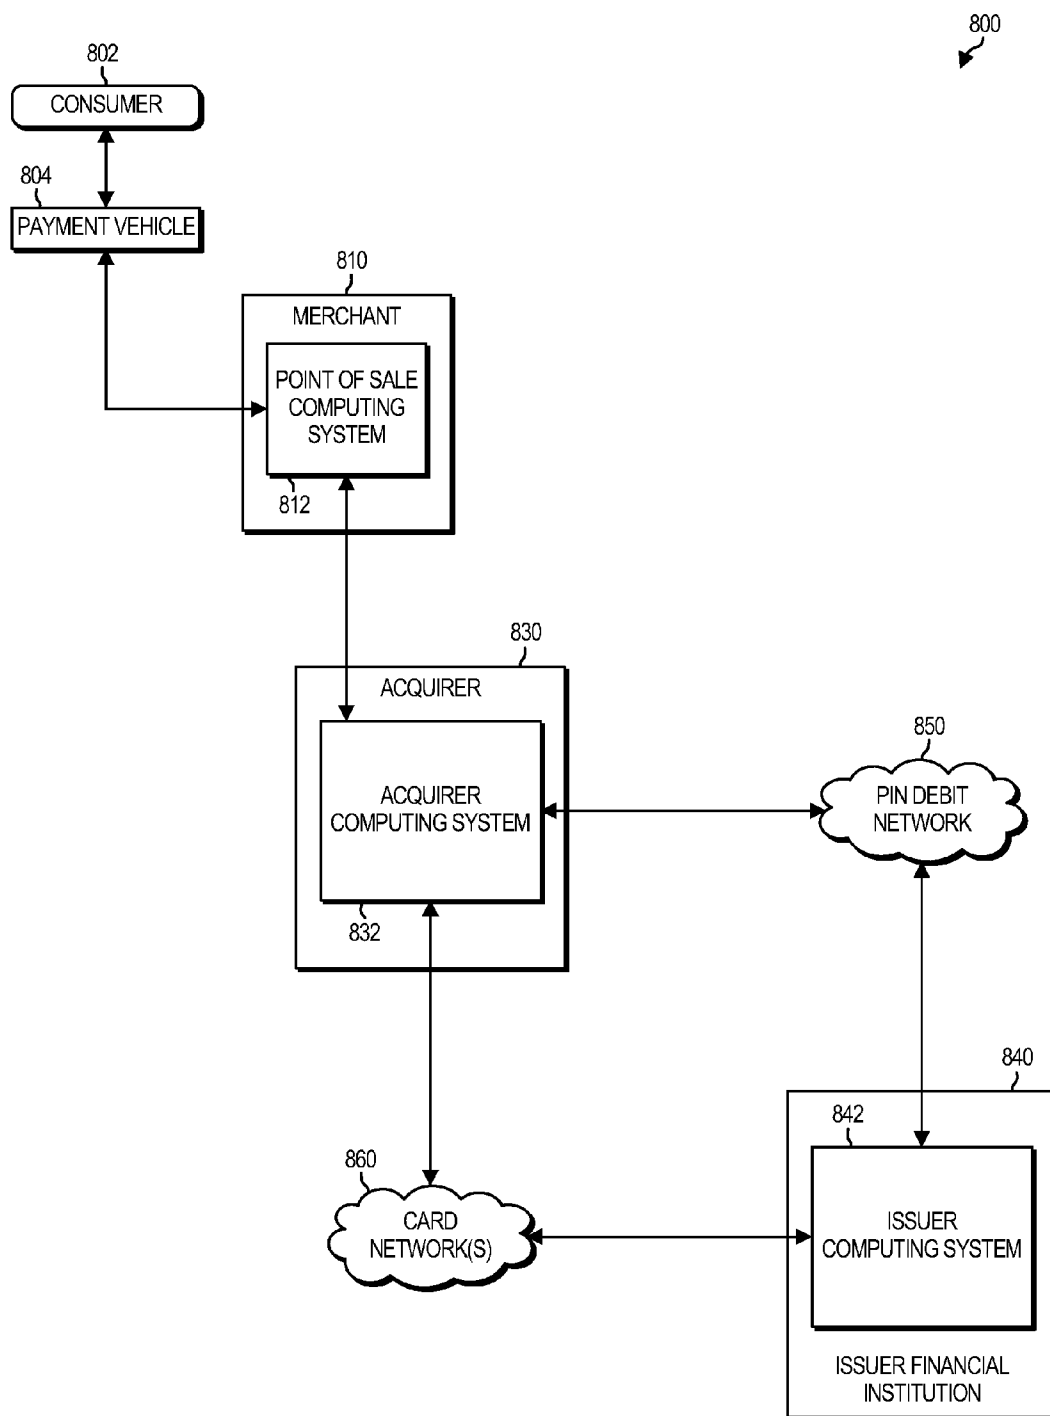 800
802
CONSUMER
804
PAYMENT VEHICLE
810
MERCHANT
POINT OF SALE
COMPUTING
SYSTEM
812
830
ACQUIRER
ACQUIRER
COMPUTING SYSTEM
832
850
PIN DEBIT
NETWORK
840
842
ISSUER
COMPUTING SYSTEM
ISSUER FINANCIAL
INSTITUTION
860
CARD
NETWORK(S)